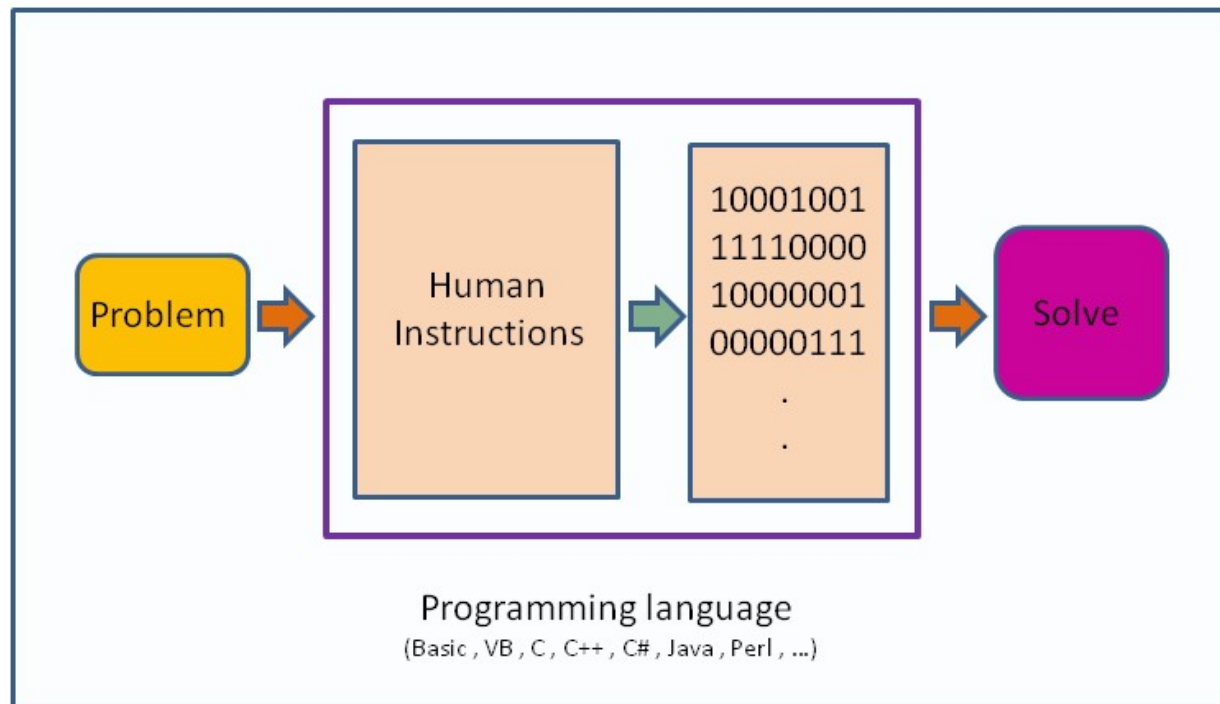 Problem
Human
Instructions
10001001
11110000
10000001
00000111
.
.
Solve
Programming language
(Basic , VB , C , C++ , C# , Java , Perl , ...)